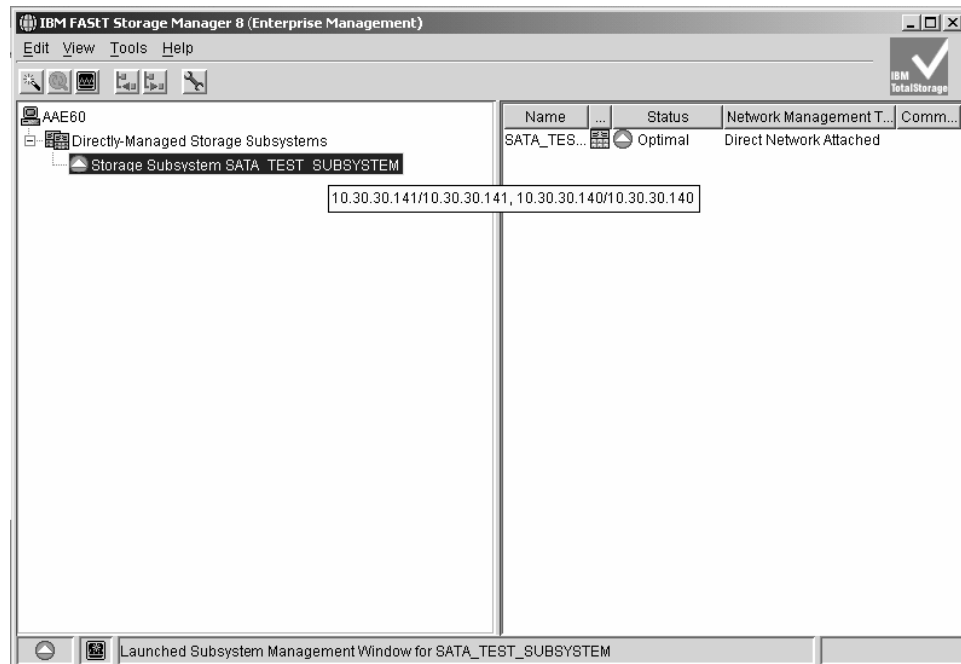 IBM FAStT Storage Manager 8 (Enterprise Management)
Edit View Tools Help
IBM
TotalStorage
AAE60
Directly-Managed Storage Subsystems
Storage Subsystem SATA_TEST_SUBSYSTEM
10.30.30.141/10.30.30.141, 10.30.30.140/10.30.30.140
Name ... Status Network Management T... Comm...
SATA_TES... Optimal Direct Network Attached
Launched Subsystem Management Window for SATA_TEST_SUBSYSTEM